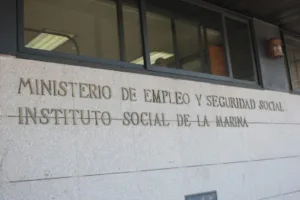 MINISTERIO DE EMPLEO Y SEGURIDAD SOCIAL
INSTITUTO SOCIAL DE LA MARINA